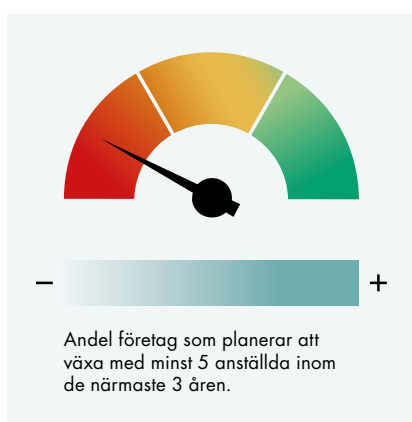 – +
Andel företag som planerar att
växa med minst 5 anställda inom
de närmaste 3 åren.